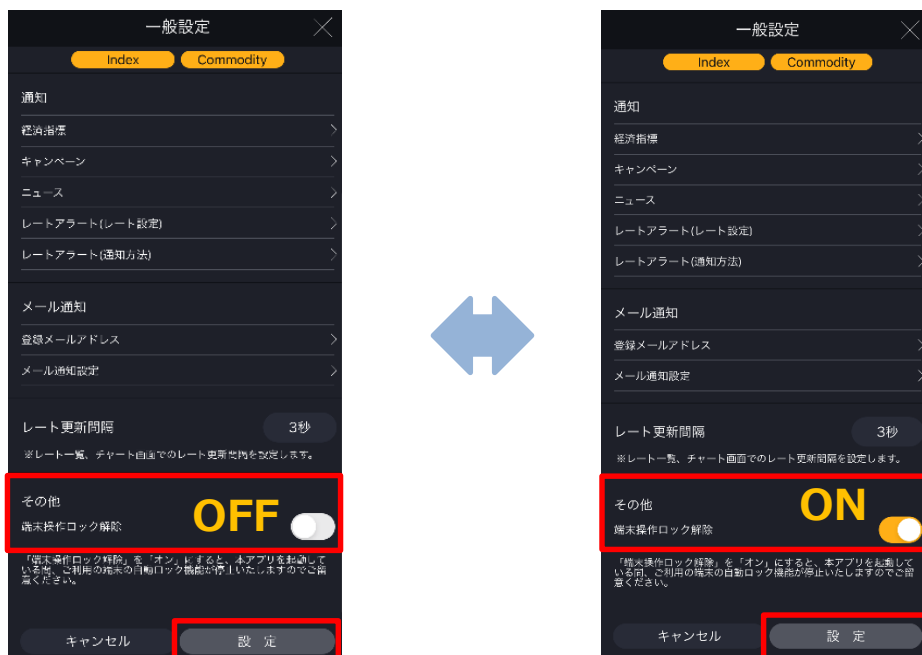 一般設定
Index Commodity
通知
経済指標
キャンペーン
ニュース
レートアラート(レート設定)
レートアラート(通知方法)
メール通知
登録メールアドレス
メール通知設定
レート更新間隔 3秒
※レート一覧、チャート画面でのレート更新間隔を設定します。
その他
OFF
端末操作ロック解除
「端末操作ロック解除」を「オン」にすると、本アプリを起動して
いる間、ご利用の端末の自動ロック機能が停止いたしますのでご留
意ください。
キャンセル 設 定
一般設定
Index Commodity
通知
経済指標
キャンペーン
ニュース
レートアラート(レート設定)
レートアラート(通知方法)
メール通知
登録メールアドレス
メール通知設定
レート更新間隔 3秒
※レート一覧、チャート画面でのレート更新間隔を設定します。
その他
ON
端末操作ロック解除
「端末操作ロック解除」を「オン」にすると、本アプリを起動して
いる間、ご利用の端末の自動ロック機能が停止いたしますのでご留
意ください。
キャンセル 設 定